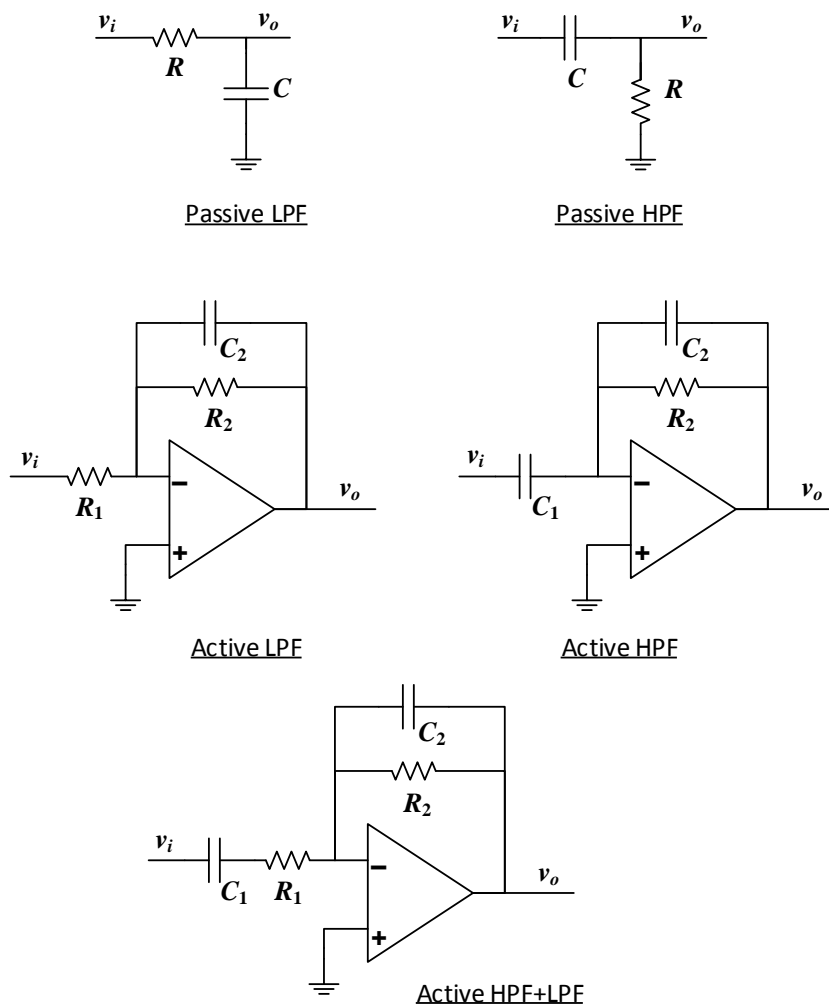 vi vo
R
C
Passive LPF
vi vo
C
R
Passive HPF
C2
R2
vi
R1
−
+
vo
Active LPF
C2
R2
vi
C1
−
+
vo
Active HPF
C2
R2
vi
C1 R1
−
+
vo
Active HPF+LPF